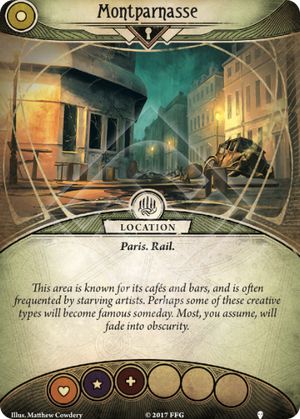 Montparnasse
LOCATION
Paris. Rail.
This area is known for its cafés and bars, and is often
frequented by starving artists. Perhaps some of these creative
types will become famous someday. Most, you assume, will
fade into obscurity.
Illus. Matthew Cowdery © 2017 FFG